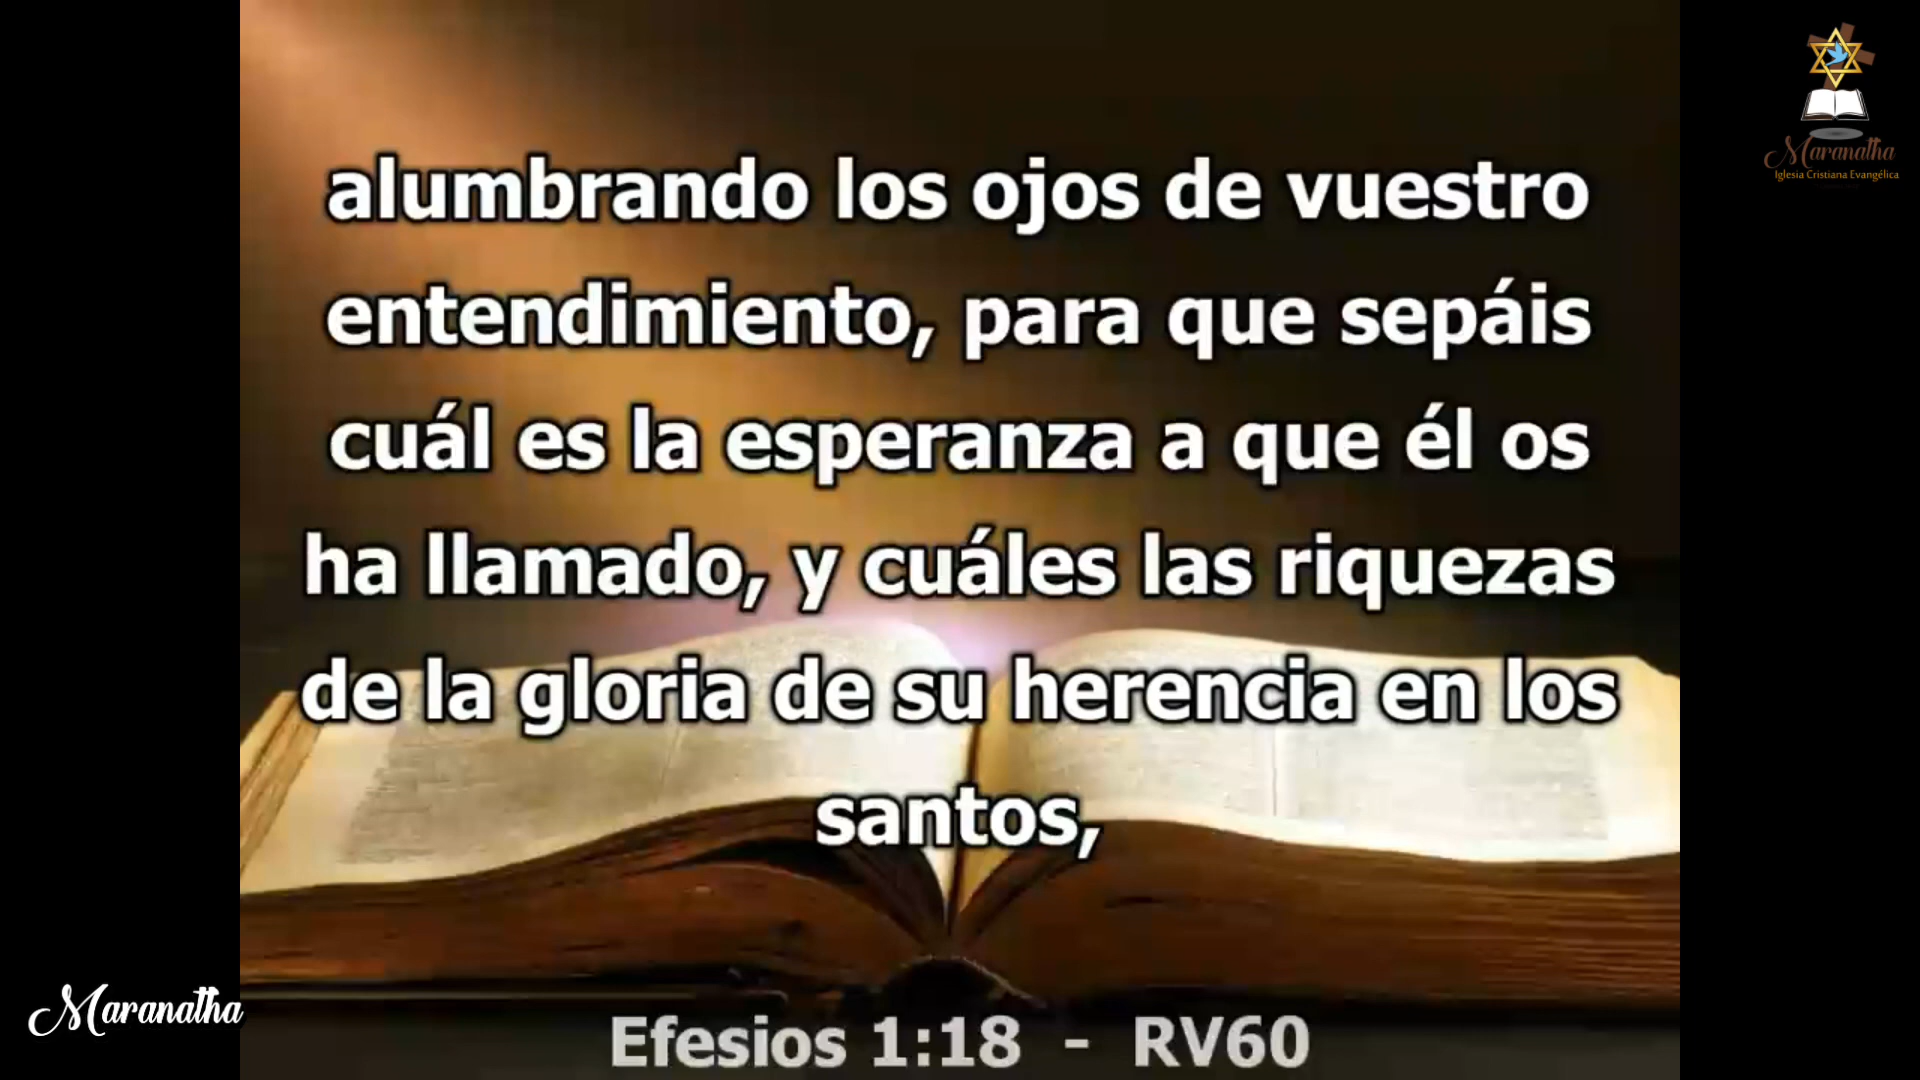 alumbrando los ojos de vuestro
entendimiento, para que sepáis
cuál es la esperanza a que él os
ha llamado, y cuáles las riquezas
de la gloria de su herencia en los
santos,
Efesios 1:18 - RV60
Maranatha
Iglesia Cristiana Evangélica
Maranatha